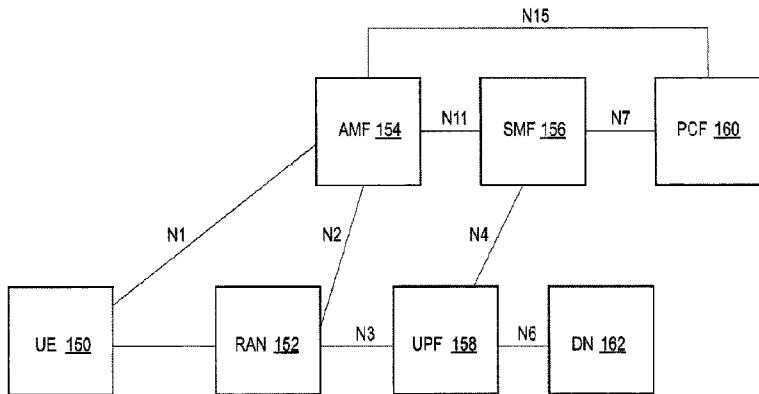 N15
AMF 154
N11
SMF 156
N7
PCF 160
N1
N2
N4
UE 150
RAN 152
N3
UPF 158
N6
DN 162